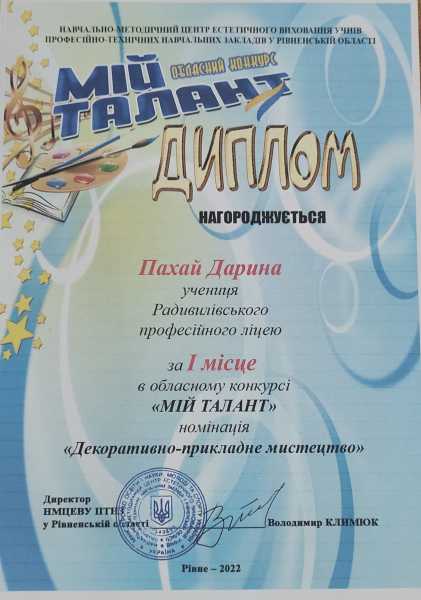 НАВЧАЛЬНО-МЕТОДИЧНИЙ ЦЕНТР ЕСТЕТИЧНОГО ВИХОВАННЯ УЧНІВ
ПРОФЕСІЙНО-ТЕХНІЧНИХ НАВЧАЛЬНИХ ЗАКЛАДІВ У РІВНЕНСЬКІЙ ОБЛАСТІ
ОБЛАСНИЙ КОНКУРС
МІЙ
ТАЛАНТ
ДИПЛОМ
НАГОРОДЖУЄТЬСЯ
Пахай Дарина
учениця
Радивилівського
професійного ліцею
за І місце
в обласному конкурсі
«МІЙ ТАЛАНТ»
номінація
«Декоративно-прикладне мистецтво»
Директор
НМЦЕВУ ПТНЗ
у Рівненській області
Володимир КЛИМЮК
УКРАЇНА
Рівне – 2022